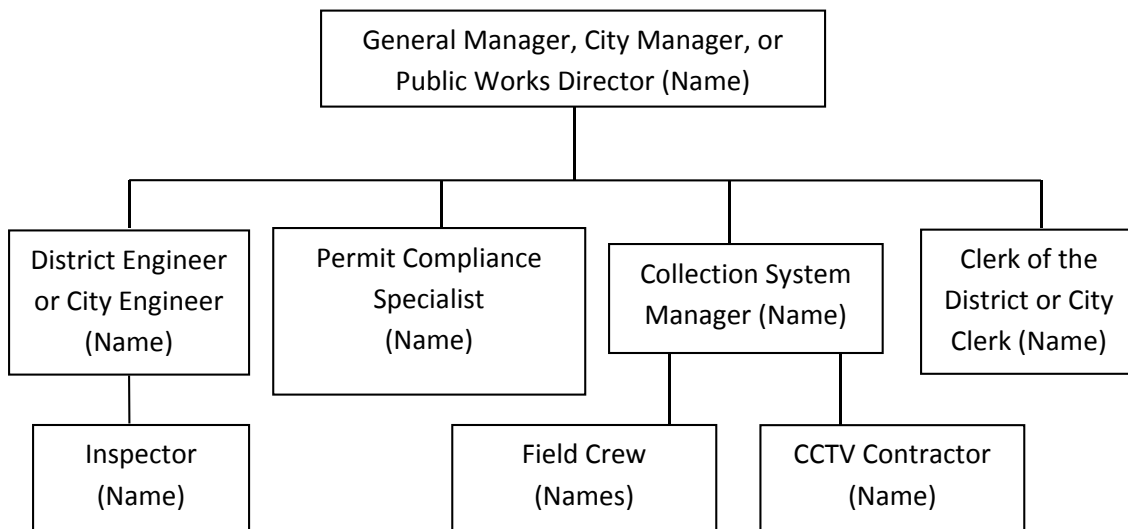 General Manager, City Manager, or
Public Works Director (Name)
District Engineer
or City Engineer
(Name)
Permit Compliance
Specialist
(Name)
Collection System
Manager (Name)
Clerk of the
District or City
Clerk (Name)
Inspector
(Name)
Field Crew
(Names)
CCTV Contractor
(Name)